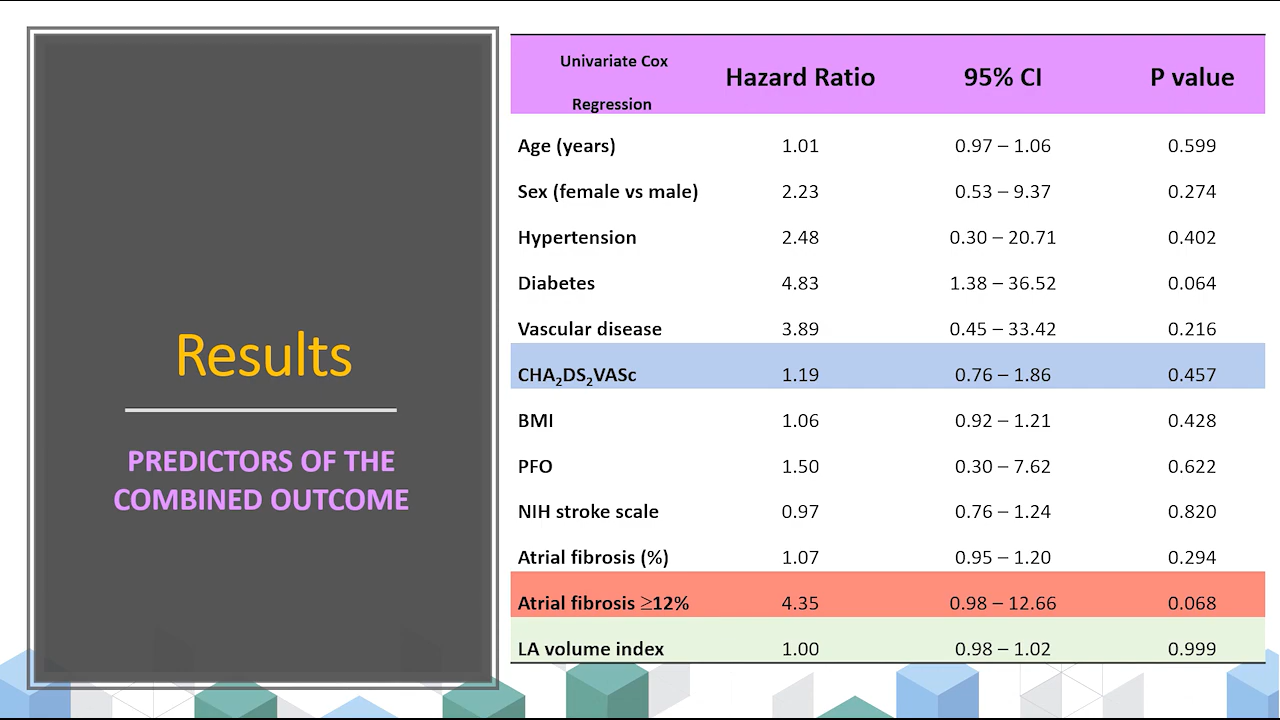 Results
PREDICTORS OF THE
COMBINED OUTCOME
Univariate Cox
Regression
Hazard Ratio 95% CI P value
Age (years) 1.01 0.97 – 1.06 0.599
Sex (female vs male) 2.23 0.53 – 9.37 0.274
Hypertension 2.48 0.30 – 20.71 0.402
Diabetes 4.83 1.38 – 36.52 0.064
Vascular disease 3.89 0.45 – 33.42 0.216
CHA₂DS₂VASc 1.19 0.76 – 1.86 0.457
BMI 1.06 0.92 – 1.21 0.428
PFO 1.50 0.30 – 7.62 0.622
NIH stroke scale 0.97 0.76 – 1.24 0.820
Atrial fibrosis (%) 1.07 0.95 – 1.20 0.294
Atrial fibrosis ≥12% 4.35 0.98 – 12.66 0.068
LA volume index 1.00 0.98 – 1.02 0.999